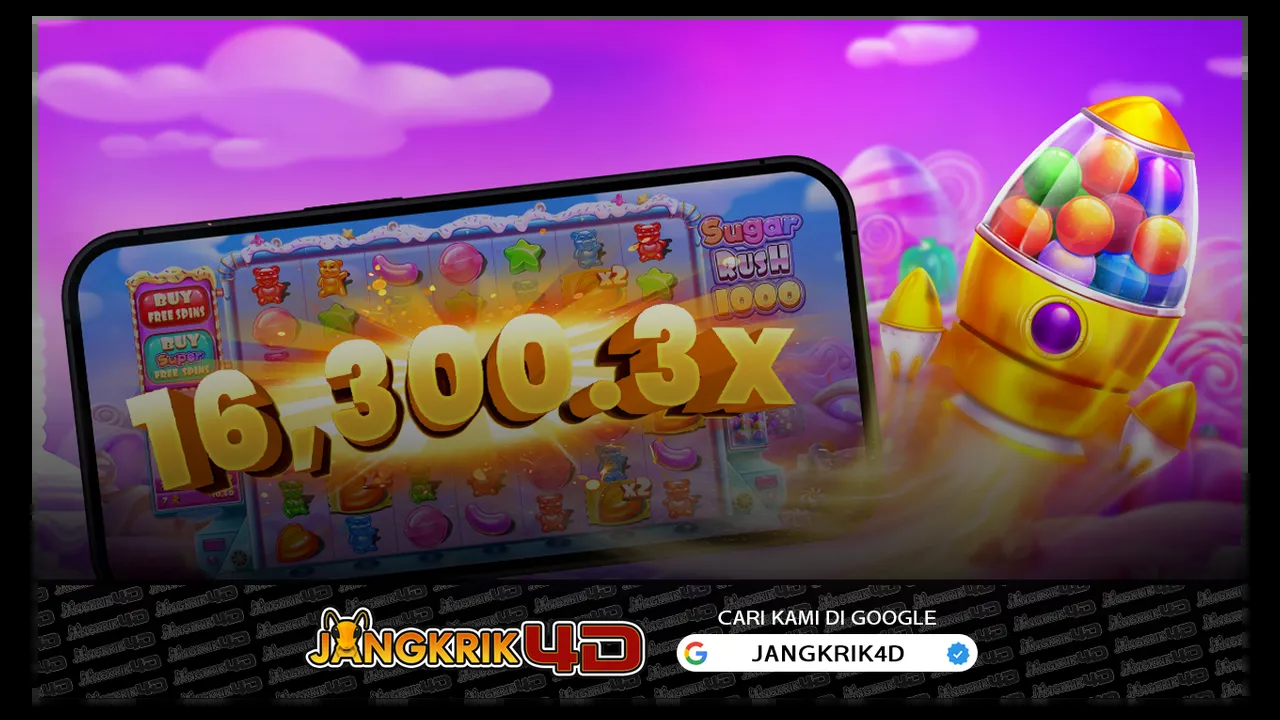 Sugar
RUSH
1000
BUY
FREE SPINS
BUY
Super
FREE SPINS
x2
16,300.3x
x2
JANGKRIK4D
CARI KAMI DI GOOGLE
JANGKRIK4D